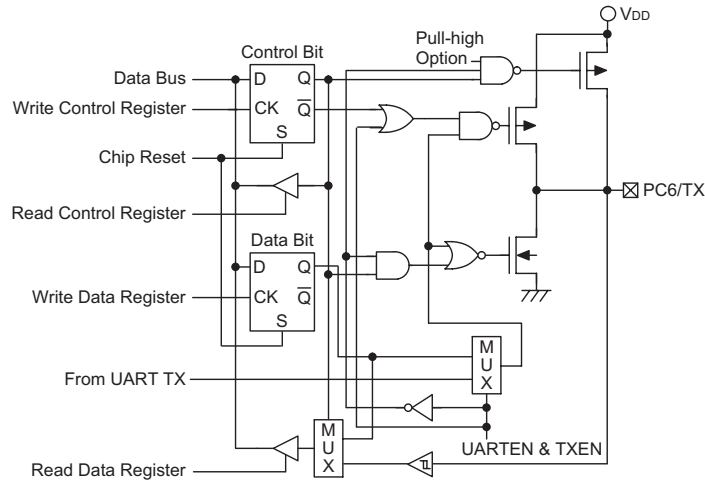 VDD
Pull-high
Option
Control Bit
Data Bus
D
Q
Write Control Register
CK
Q
S
Chip Reset
Read Control Register
PC6/TX
Data Bit
D
Q
Write Data Register
CK
Q
S
From UART TX
M
U
X
M
U
X
UARTEN & TXEN
Read Data Register